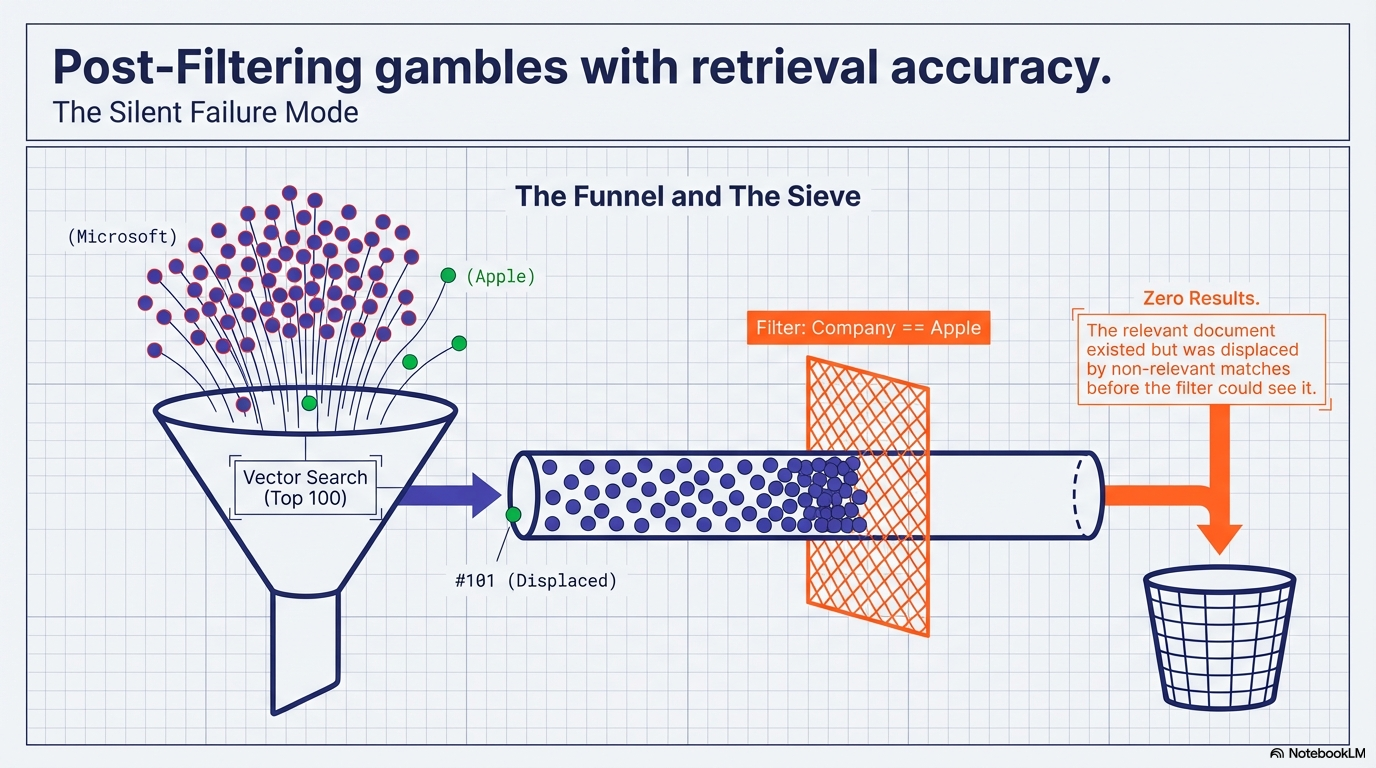 Post-Filtering gambles with retrieval accuracy.
The Silent Failure Mode
The Funnel and The Sieve
(Microsoft)
(Apple)
Vector Search
(Top 100)
#101 (Displaced)
Filter: Company == Apple
Zero Results.
The relevant document
existed but was displaced
by non-relevant matches
before the filter could see it.
NotebookLM